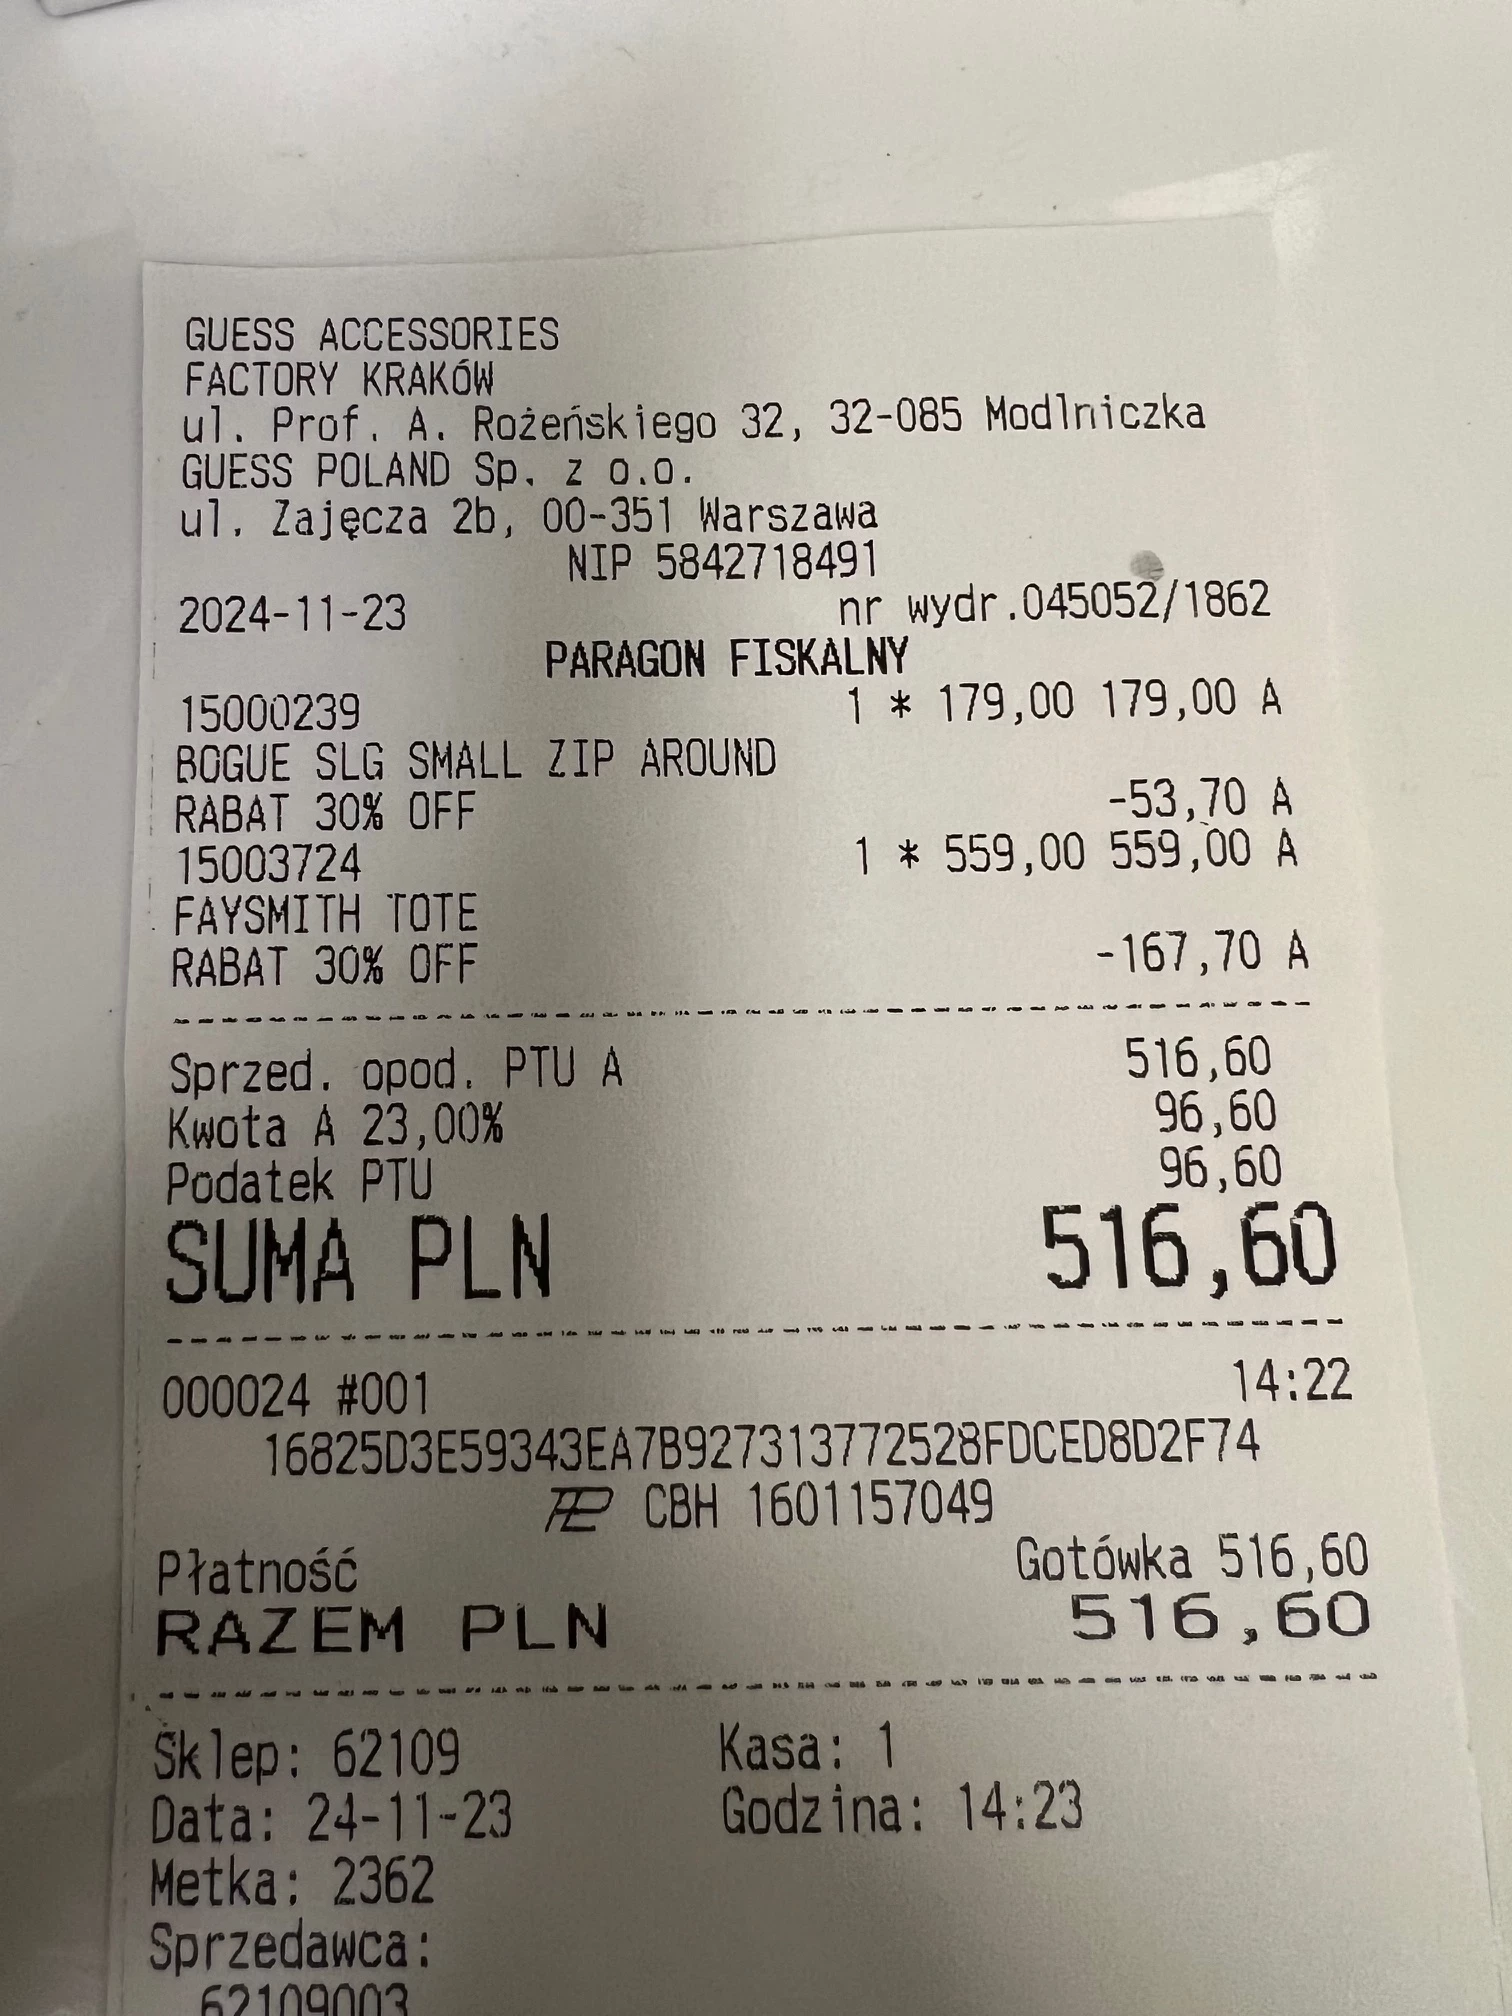 GUESS ACCESSORIES
FACTORY KRAKÓW
ul. Prof. A. Rożeńskiego 32, 32-085 Modlniczka
GUESS POLAND Sp. z o.o.
ul. Zajęcza 2b, 00-351 Warszawa
NIP 5842718491
2024-11-23 nr wydr.045052/1862
PARAGON FISKALNY
15000239 1 * 179,00 179,00 A
BOGUE SLG SMALL ZIP AROUND
RABAT 30% OFF -53,70 A
15003724 1 * 559,00 559,00 A
FAYSMITH TOTE
RABAT 30% OFF -167,70 A
Sprzed. opod. PTU A 516,60
Kwota A 23,00% 96,60
Podatek PTU 96,60
SUMA PLN 516,60
000024 #001 14:22
16825D3E59343EA7B927313772528FDCED8D2F74
CBH 1601157049
Płatność Gotówka 516,60
RAZEM PLN 516,60
Sklep: 62109 Kasa: 1
Data: 24-11-23 Godzina: 14:23
Metka: 2362
Sprzedawca:
62109003